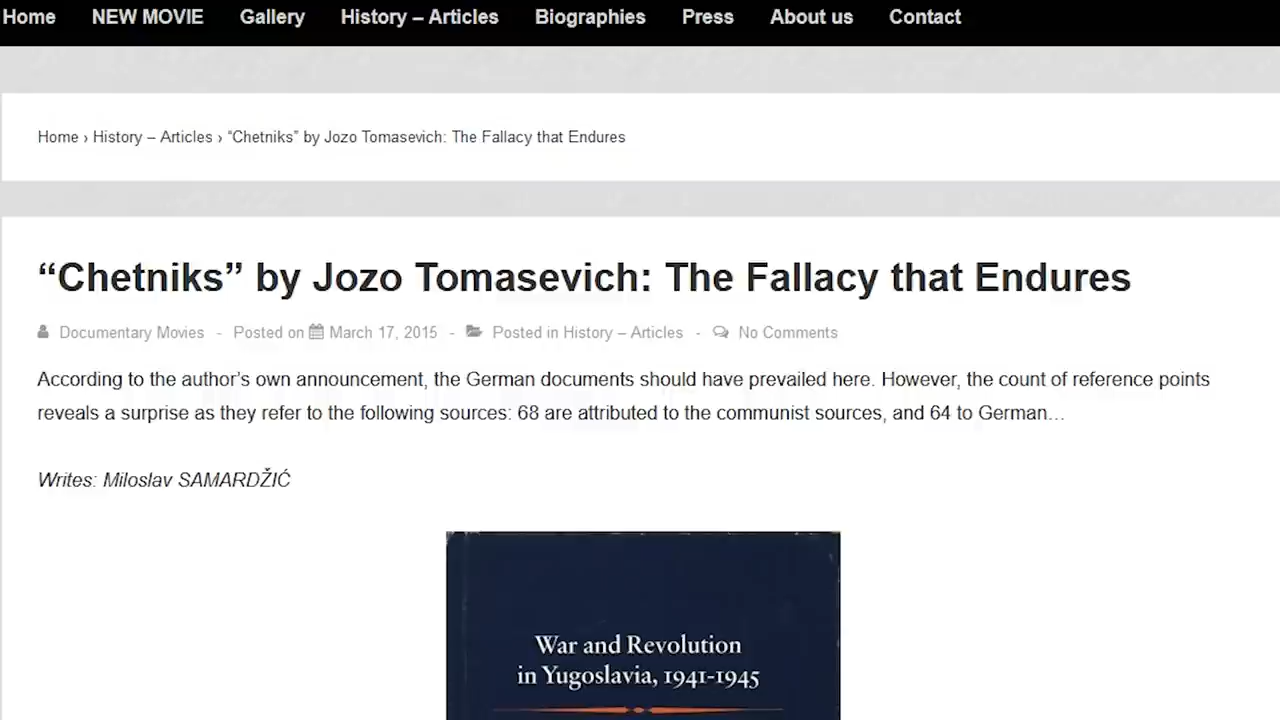 Home NEW MOVIE Gallery History – Articles Biographies Press About us Contact
Home › History – Articles › “Chetniks” by Jozo Tomasevich: The Fallacy that Endures
“Chetniks” by Jozo Tomasevich: The Fallacy that Endures
Documentary Movies - Posted on March 17, 2015 - Posted in History – Articles - No Comments
According to the author’s own announcement, the German documents should have prevailed here. However, the count of reference points
reveals a surprise as they refer to the following sources: 68 are attributed to the communist sources, and 64 to German…
Writes: Miloslav SAMARDŽIĆ
War and Revolution
in Yugoslavia, 1941-1945